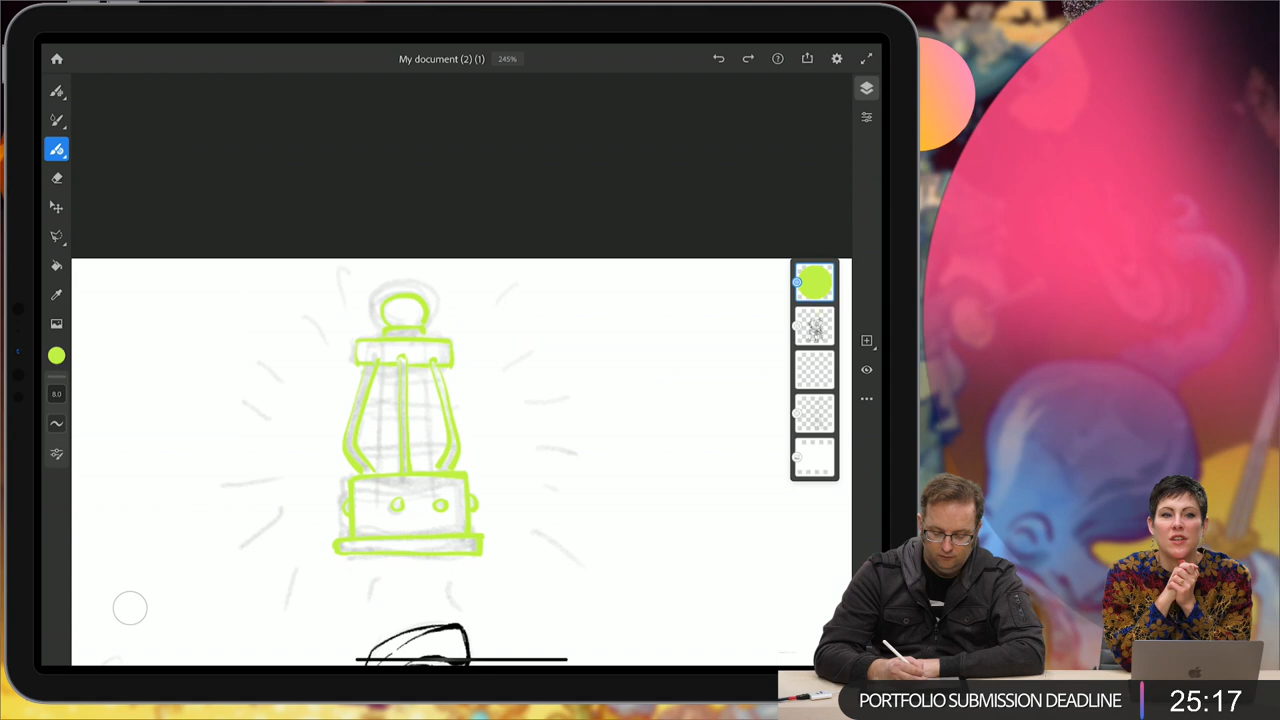 My document (2) (1) 245%
8.0
PORTFOLIO SUBMISSION DEADLINE 25:17